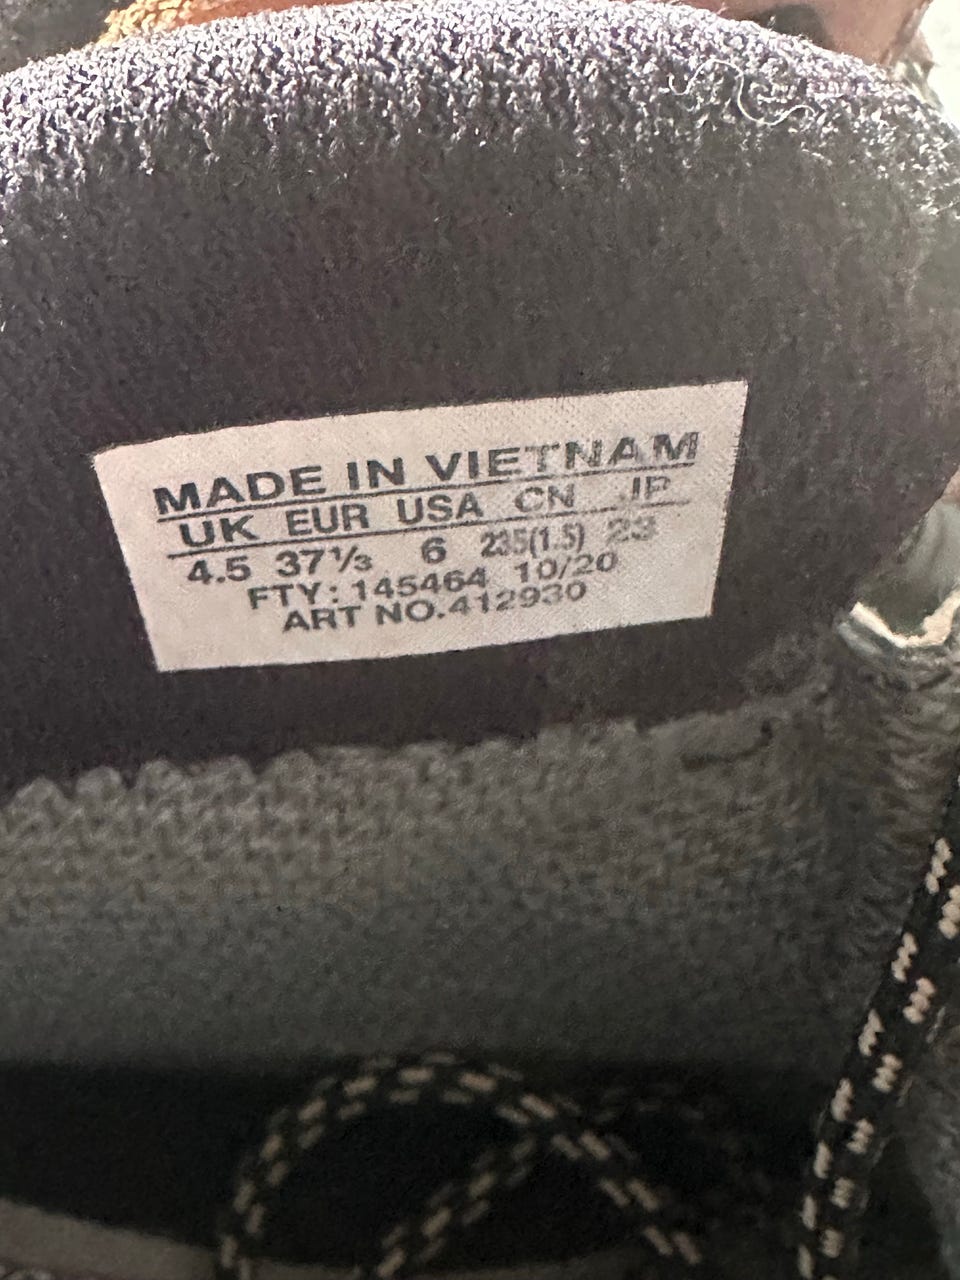 MADE IN VIETNAM
UK EUR USA CN JP
4.5 37⅓ 6 235(1.5) 23
FTY: 145464 10/20
ART NO.412930